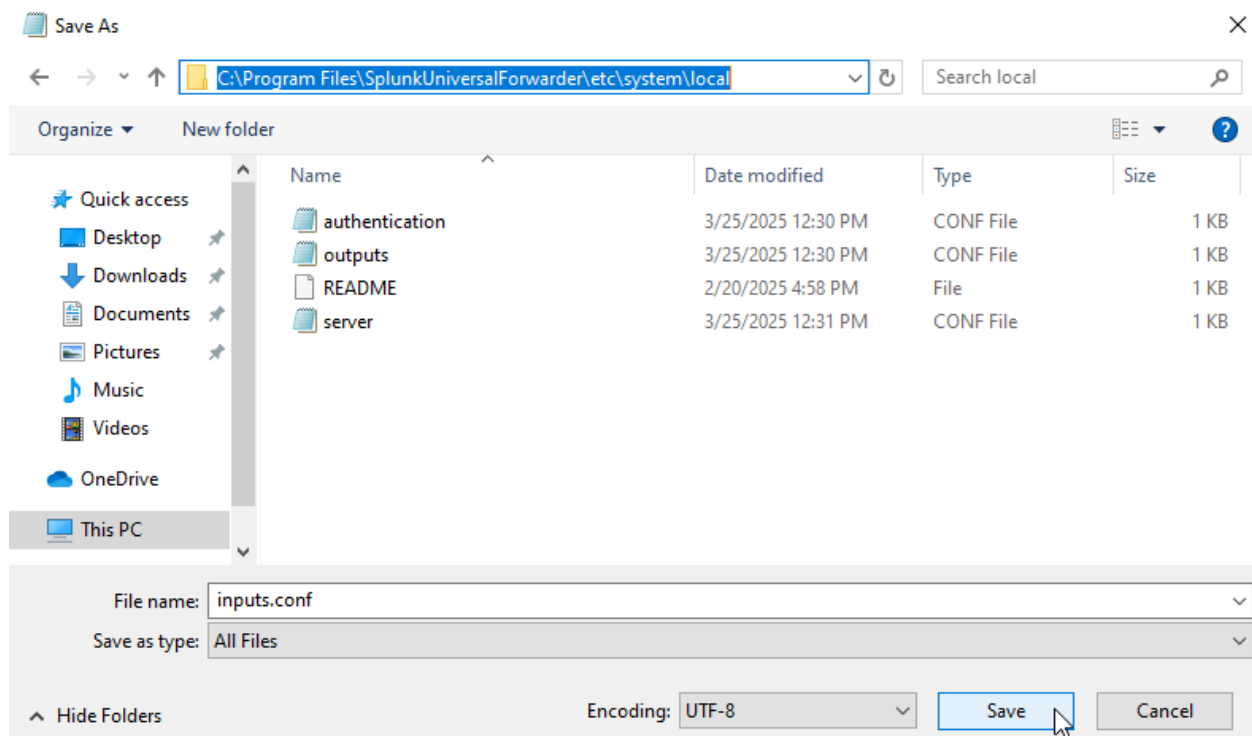 Save As
C:\Program Files\SplunkUniversalForwarder\etc\system\local
Search local
Organize
New folder
Name
Date modified
Type
Size
Quick access
Desktop
Downloads
Documents
Pictures
Music
Videos
OneDrive
This PC
authentication 3/25/2025 12:30 PM CONF File 1 KB
outputs 3/25/2025 12:30 PM CONF File 1 KB
README 2/20/2025 4:58 PM File 1 KB
server 3/25/2025 12:31 PM CONF File 1 KB
File name: inputs.conf
Save as type: All Files
Hide Folders
Encoding: UTF-8
Save
Cancel